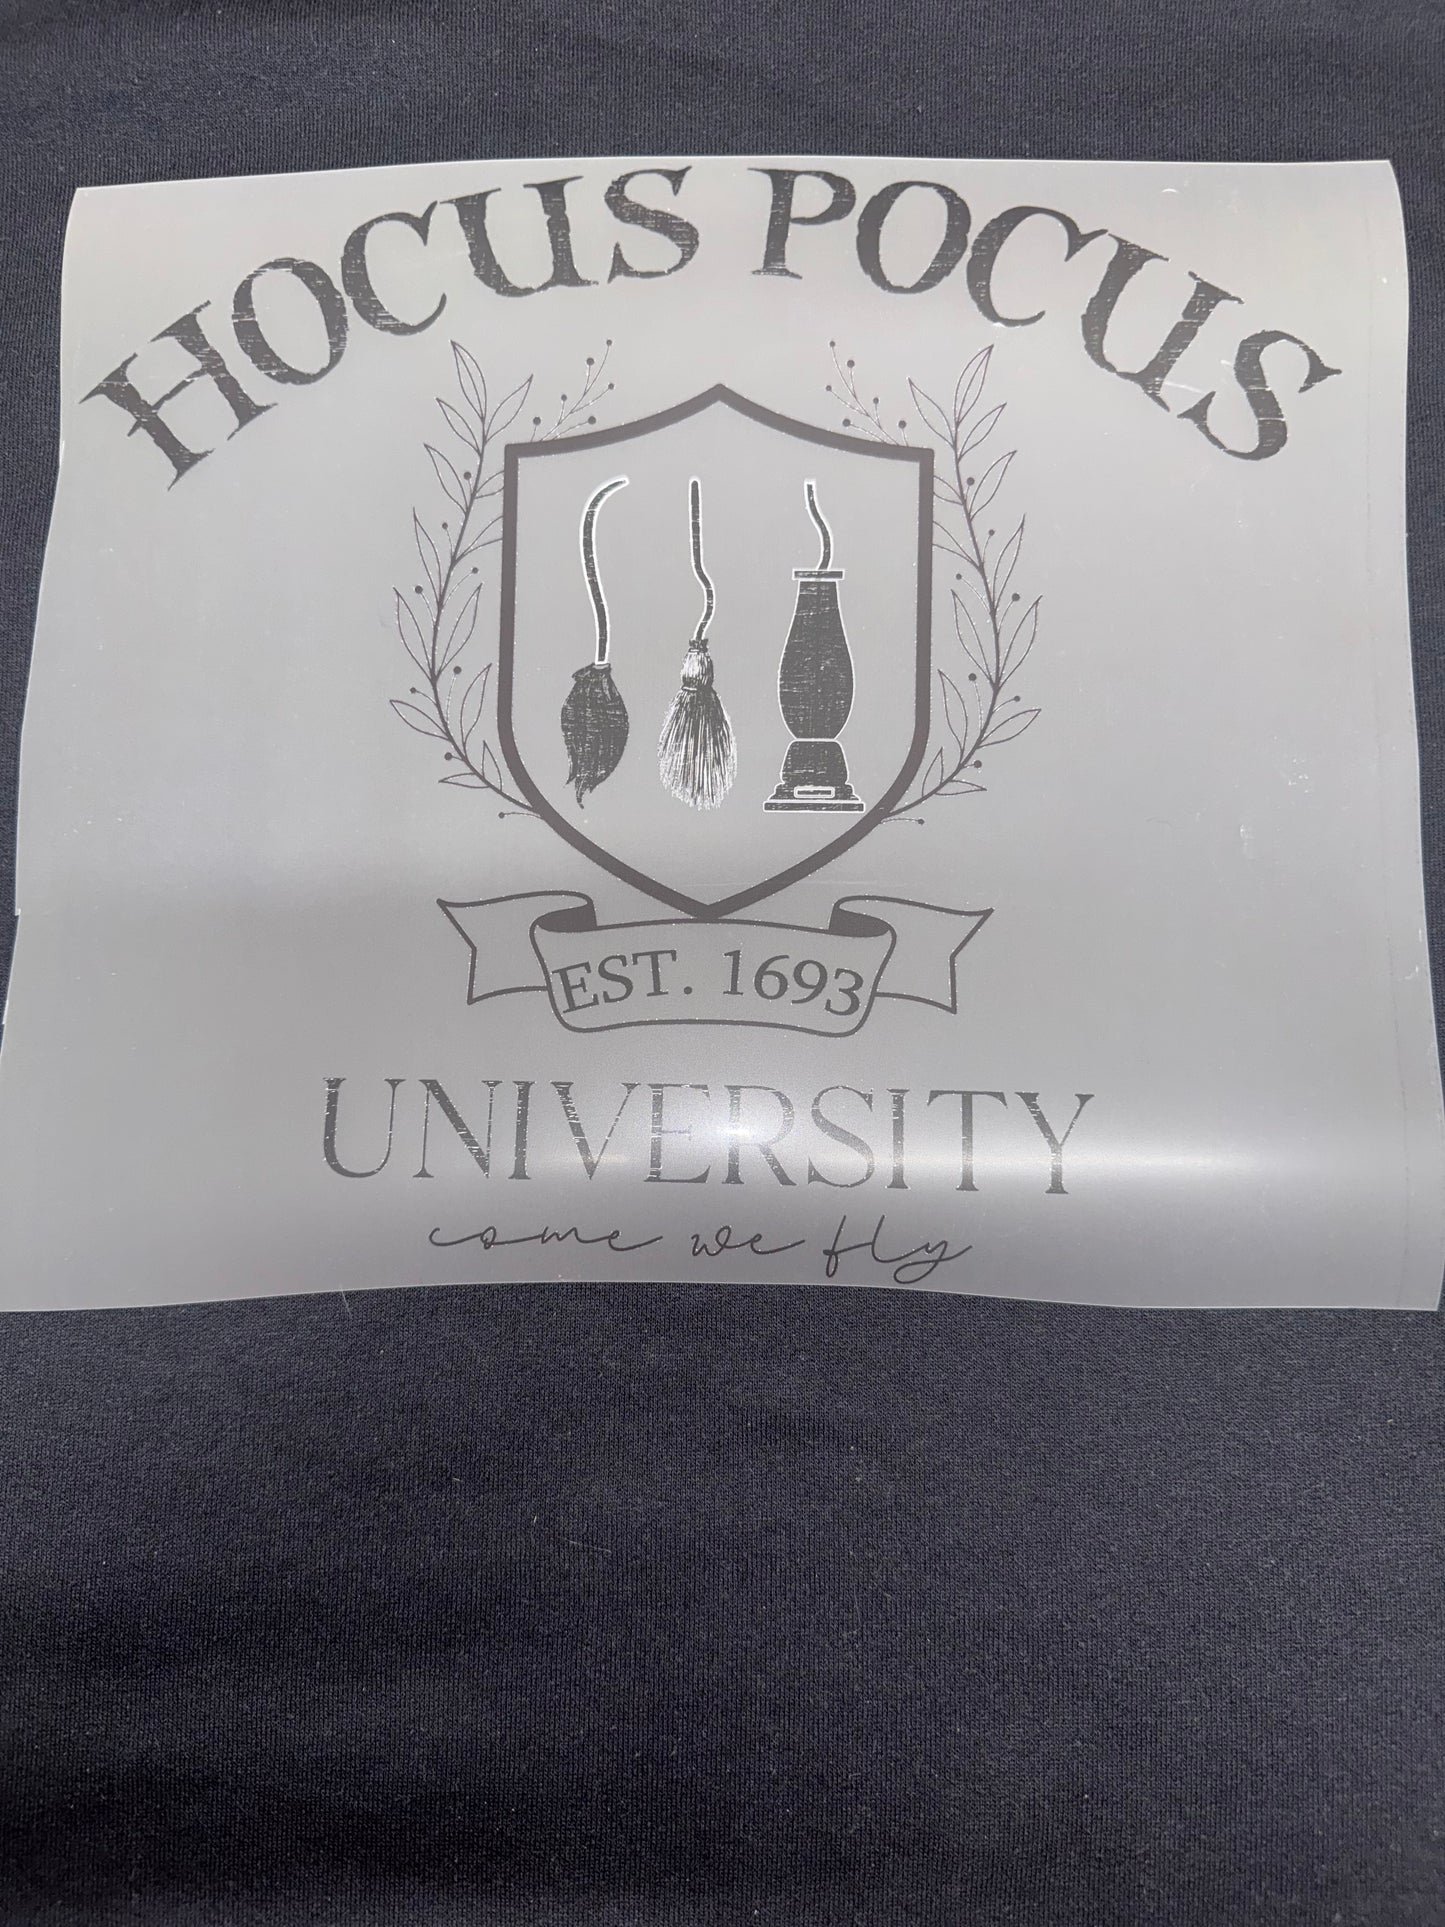 HOCUS POCUS
EST. 1693
UNIVERSITY
come we fly